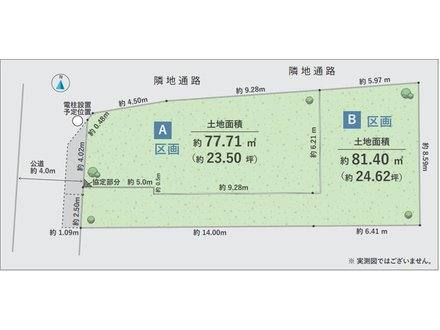 N
隣地通路
隣地通路
約 4.50m
約 9.28m
約 5.97m
電柱設置
予定位置
約 0.48m
A
区画
土地面積
約 77.71 ㎡
(約 23.50 坪)
B
区画
土地面積
約 81.40 ㎡
(約 24.62坪)
約 6.21m
約 8.59m
約 4.02m
公道
約 4.0m
協定部分
約 5.0m
約 0.5m
約 9.28m
約 2.50m
約 1.09m
約 14.00m
約 6.41m
※ 実測図ではございません。